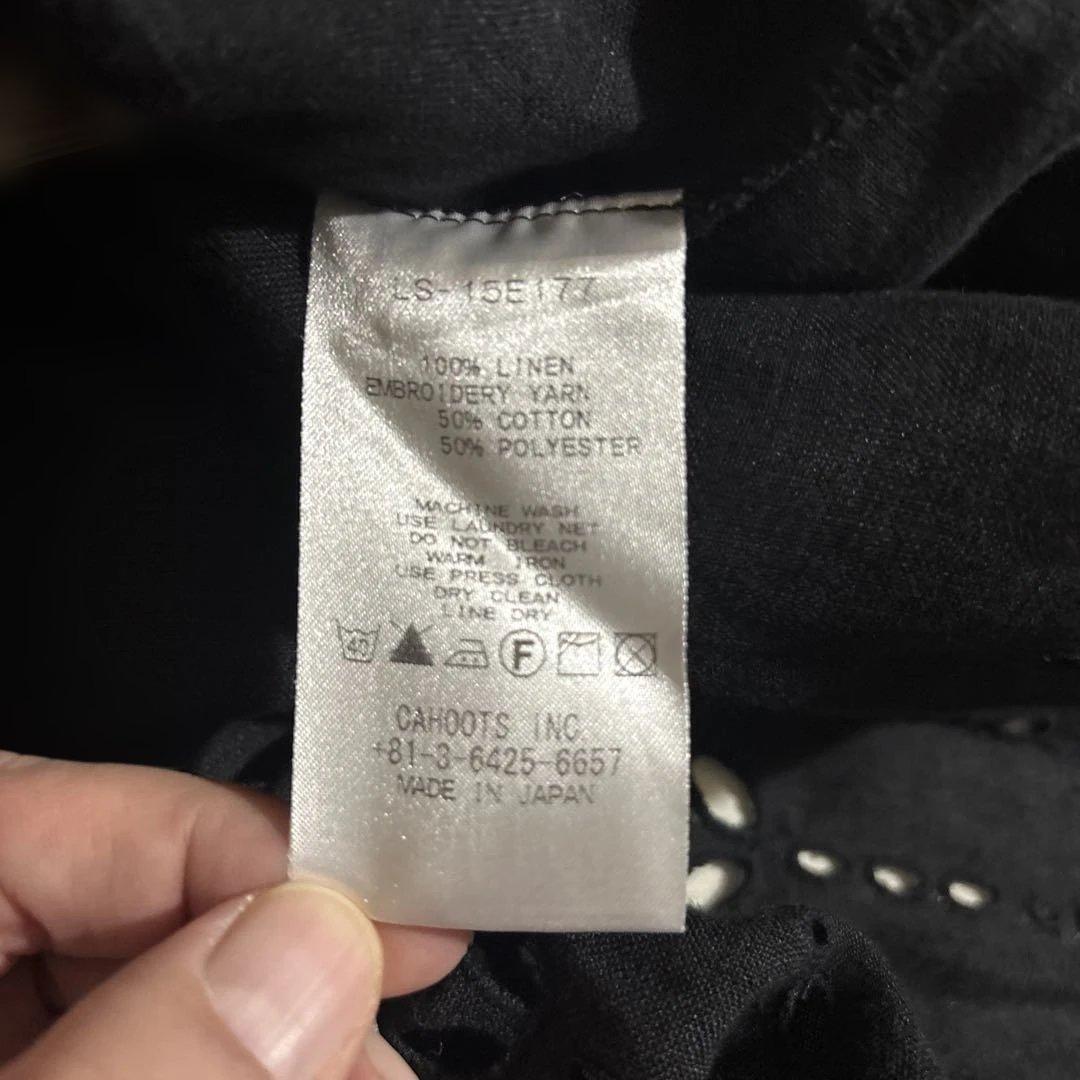 LS-15E177
100% LINEN
EMBROIDERY YARN
50% COTTON
50% POLYESTER
MACHINE WASH
USE LAUNDRY NET
DO NOT BLEACH
WARM IRON
USE PRESS CLOTH
DRY CLEAN
LINE DRY
40 F
CAHOOTS INC.
+81-3-6425-6657
MADE IN JAPAN